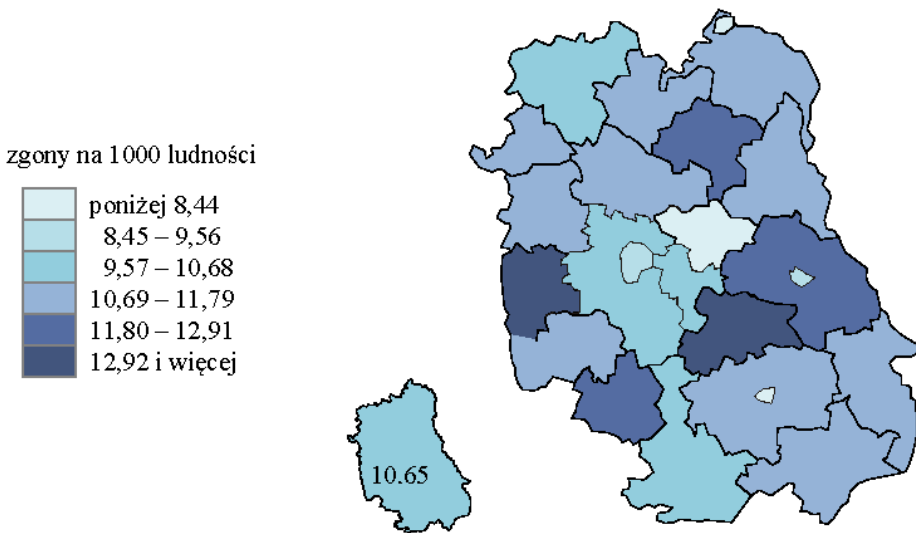 zgony na 1000 ludności
poniżej 8,44
8,45 – 9,56
9,57 – 10,68
10,69 – 11,79
11,80 – 12,91
12,92 i więcej
10.65